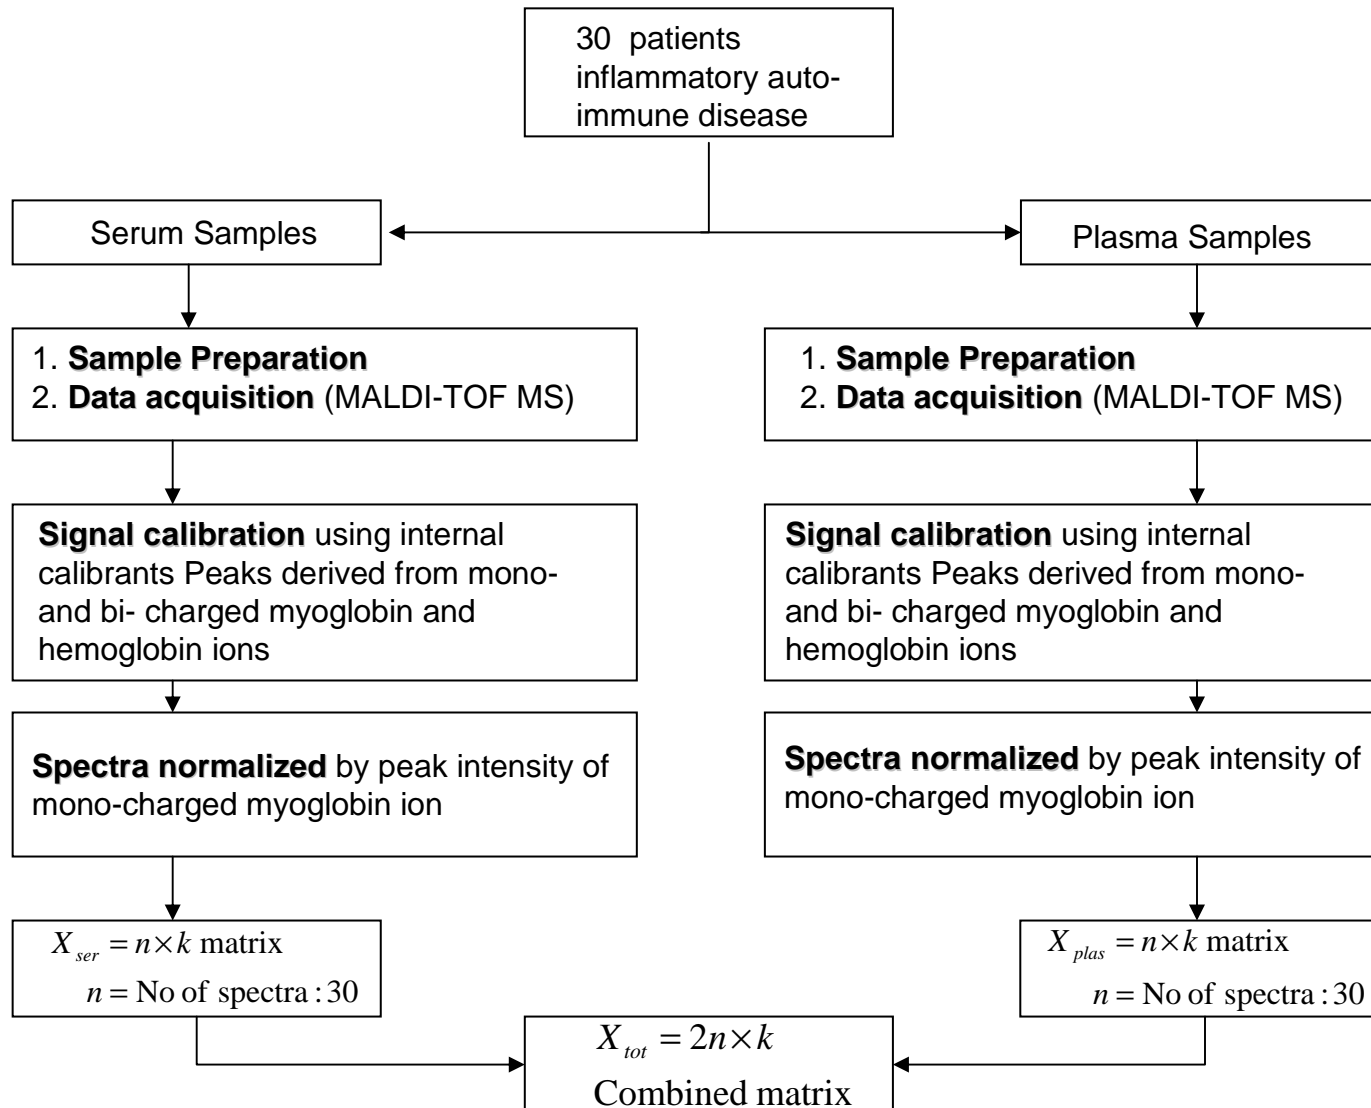 30 patients
inflammatory auto-
immune disease
Serum Samples
Plasma Samples
1. Sample Preparation
2. Data acquisition (MALDI-TOF MS)
1. Sample Preparation
2. Data acquisition (MALDI-TOF MS)
Signal calibration using internal
calibrants Peaks derived from mono-
and bi- charged myoglobin and
hemoglobin ions
Signal calibration using internal
calibrants Peaks derived from mono-
and bi- charged myoglobin and
hemoglobin ions
Spectra normalized by peak intensity of
mono-charged myoglobin ion
Spectra normalized by peak intensity of
mono-charged myoglobin ion
X_ser = n×k matrix
n = No of spectra : 30
X_plas = n×k matrix
n = No of spectra : 30
X_tot = 2n×k
Combined matrix